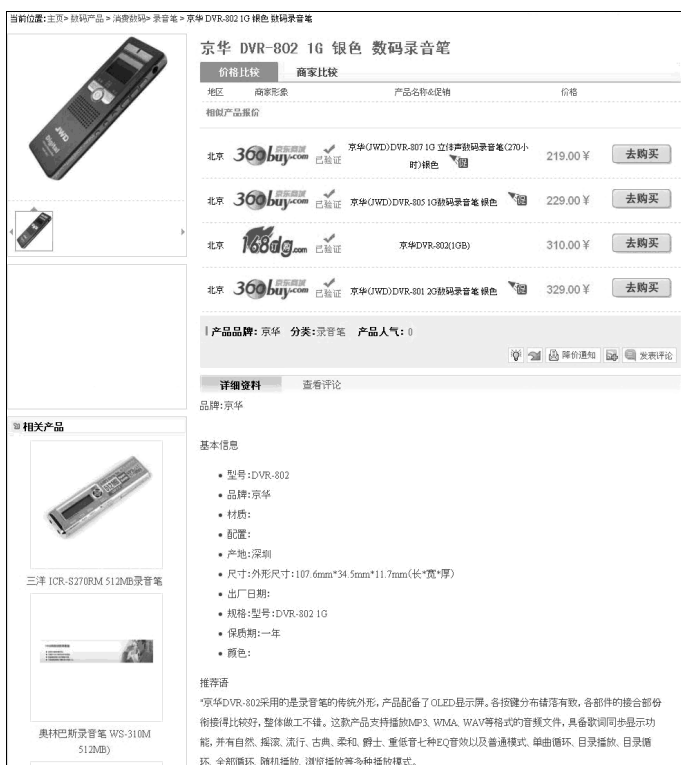 当前位置:主页> 数码产品 > 消费数码> 录音笔 > 京华 DVR-802 1G 银色 数码录音笔
京华 DVR-802 1G 银色 数码录音笔
价格比较 商家比较
地区 商家形象 产品名称&促销 价格
相似产品报价
北京 360buy.com 京东商城 已验证 京华(JWD)DVR-807 1G 立体声数码录音笔(270小
时)银色 219.00￥ 去购买
北京 360buy.com 京东商城 已验证 京华(JWD)DVR-805 1G数码录音笔 银色 229.00￥ 去购买
北京 168dg.com 已验证 京华DVR-802(1GB) 310.00￥ 去购买
北京 360buy.com 京东商城 已验证 京华(JWD)DVR-801 2G数码录音笔 银色 329.00￥ 去购买
产品品牌: 京华 分类:录音笔 产品人气: 0
降价通知 发表评论
详细资料 查看评论
品牌:京华
基本信息
• 型号:DVR-802
• 品牌:京华
• 材质:
• 配置:
• 产地:深圳
• 尺寸:外形尺寸:107.6mm*34.5mm*11.7mm(长*宽*厚)
• 出厂日期:
• 规格:型号:DVR-802 1G
• 保质期:一年
• 颜色:
推荐语
"京华DVR-802采用的是录音笔的传统外形,产品配备了OLED显示屏。各按键分布错落有致,各部件的接合部份
衔接得比较好,整体做工不错。这款产品支持播放MP3、WMA、WAV等格式的音频文件,具备歌词同步显示功
能,并有自然、摇滚、流行、古典、柔和、爵士、重低音七种EQ音效以及普通模式、单曲循环、目录播放、目录循
环、全部循环、随机播放、浏览播放等多种播放模式。
JWD
Digital
相关产品
三洋 ICR-S270RM 512MB录音笔
奥林巴斯录音笔 WS-310M
512MB)